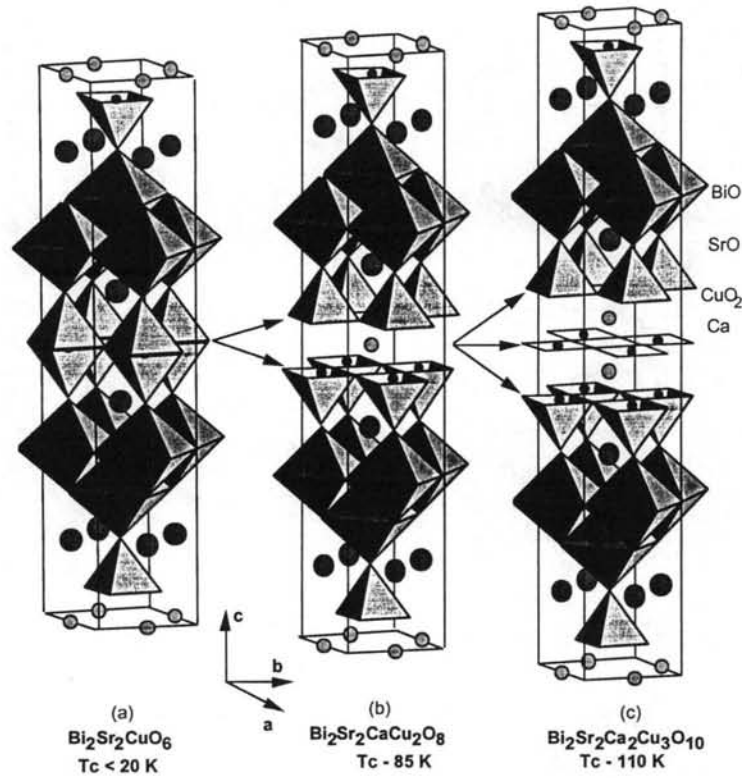 BiO
SrO
CuO₂
Ca
c
b
a
(a)
Bi₂Sr₂CuO₆
Tc < 20 K
(b)
Bi₂Sr₂CaCu₂O₈
Tc - 85 K
(c)
Bi₂Sr₂Ca₂Cu₃O₁₀
Tc - 110 K